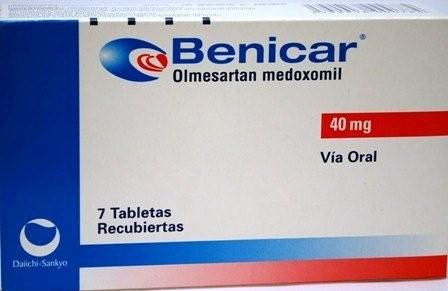 Benicar®
Olmesartan medoxomil
40 mg
Vía Oral
7 Tabletas
Recubiertas
Daiichi-Sankyo